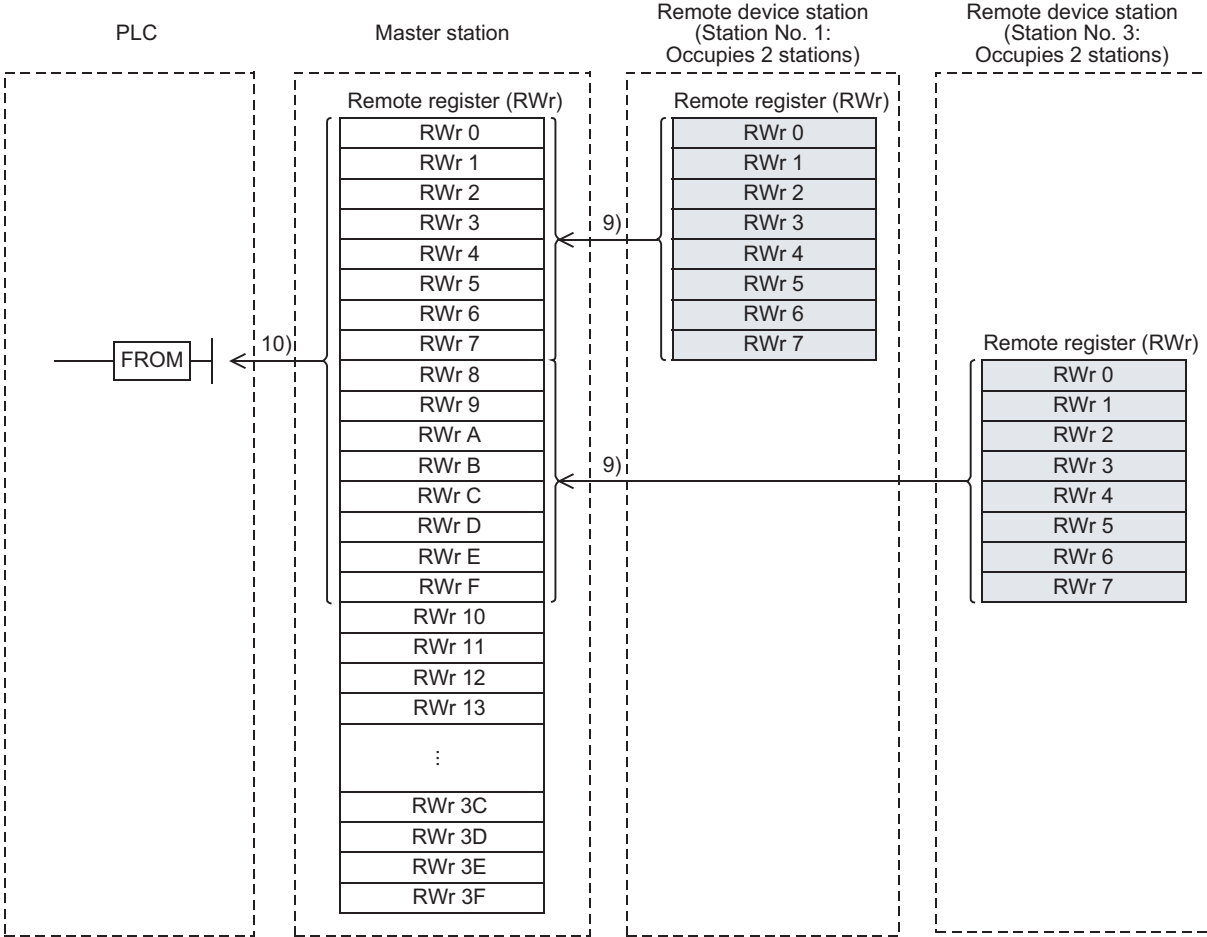 PLC
Master station
Remote device station
(Station No. 1:
Occupies 2 stations)
Remote device station
(Station No. 3:
Occupies 2 stations)
Remote register (RWr)
RWr 0
RWr 1
RWr 2
RWr 3
RWr 4
RWr 5
RWr 6
RWr 7
RWr 8
RWr 9
RWr A
RWr B
RWr C
RWr D
RWr E
RWr F
RWr 10
RWr 11
RWr 12
RWr 13
⋮
RWr 3C
RWr 3D
RWr 3E
RWr 3F
Remote register (RWr)
RWr 0
RWr 1
RWr 2
RWr 3
RWr 4
RWr 5
RWr 6
RWr 7
Remote register (RWr)
RWr 0
RWr 1
RWr 2
RWr 3
RWr 4
RWr 5
RWr 6
RWr 7
9)
9)
10)
FROM